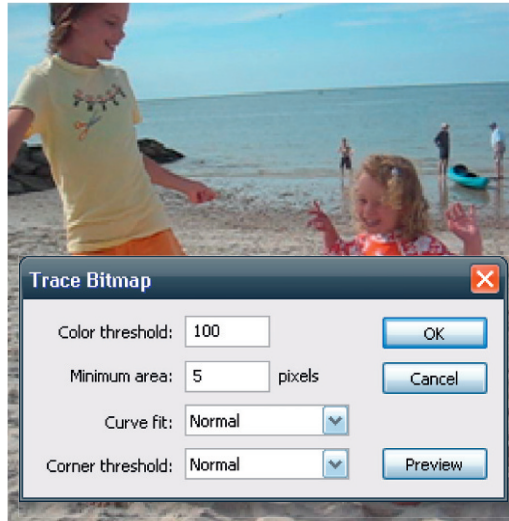 Trace Bitmap
Color threshold: 100
OK
Minimum area: 5 pixels
Cancel
Curve fit: Normal
Corner threshold: Normal
Preview